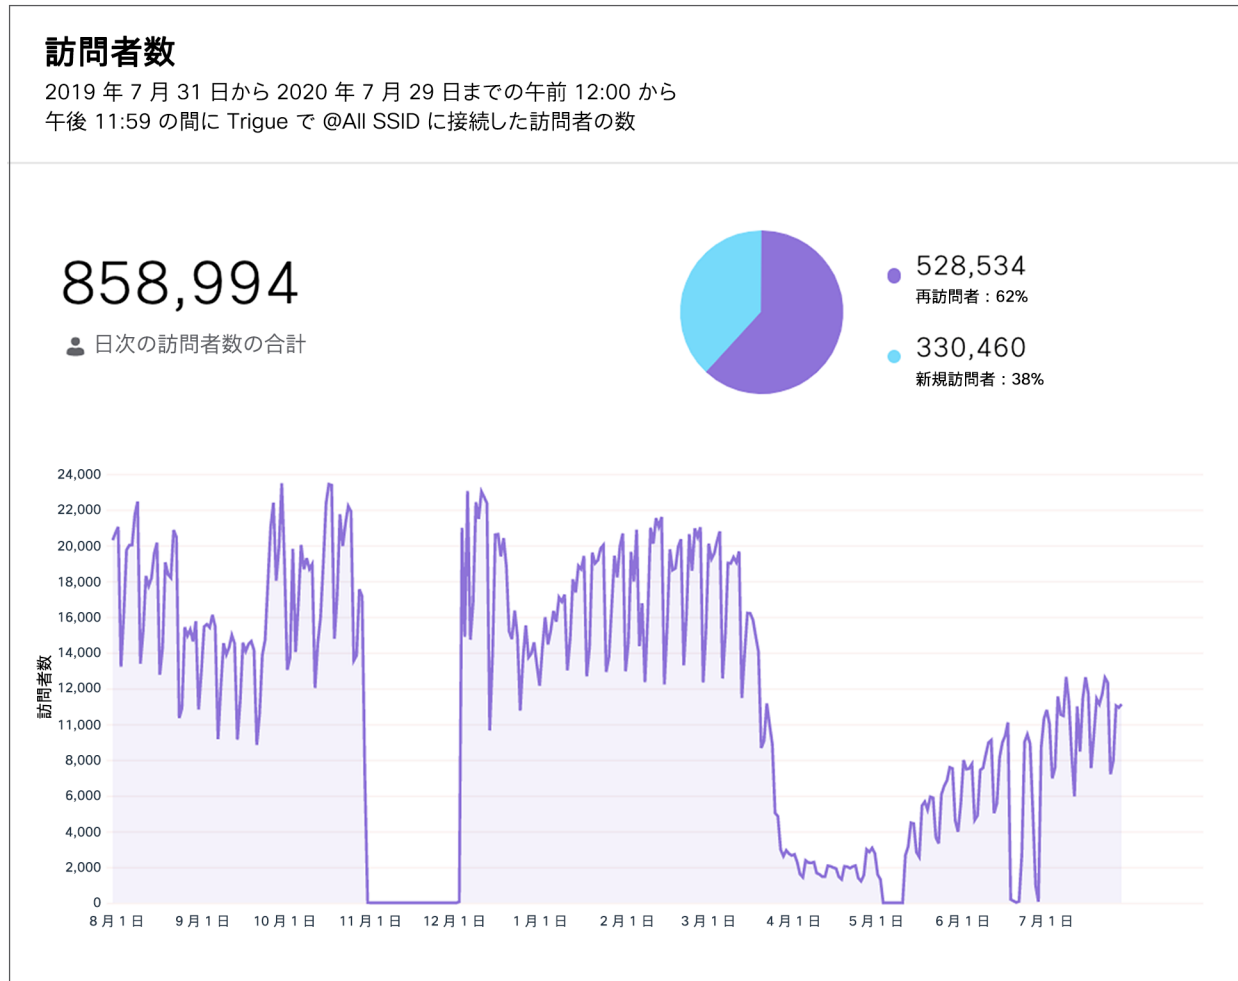 訪問者数
2019 年 7 月 31 日から 2020 年 7 月 29 日までの午前 12:00 から
午後 11:59 の間に Trigue で @All SSID に接続した訪問者の数
858,994
日次の訪問者数の合計
528,534
再訪問者：62%
330,460
新規訪問者：38%
訪問者数
24,000
22,000
20,000
18,000
16,000
14,000
12,000
11,000
8,000
6,000
4,000
2,000
0
8 月 1 日 9 月 1 日 10 月 1 日 11 月 1 日 12 月 1 日 1 月 1 日 2 月 1 日 3 月 1 日 4 月 1 日 5 月 1 日 6 月 1 日 7 月 1 日